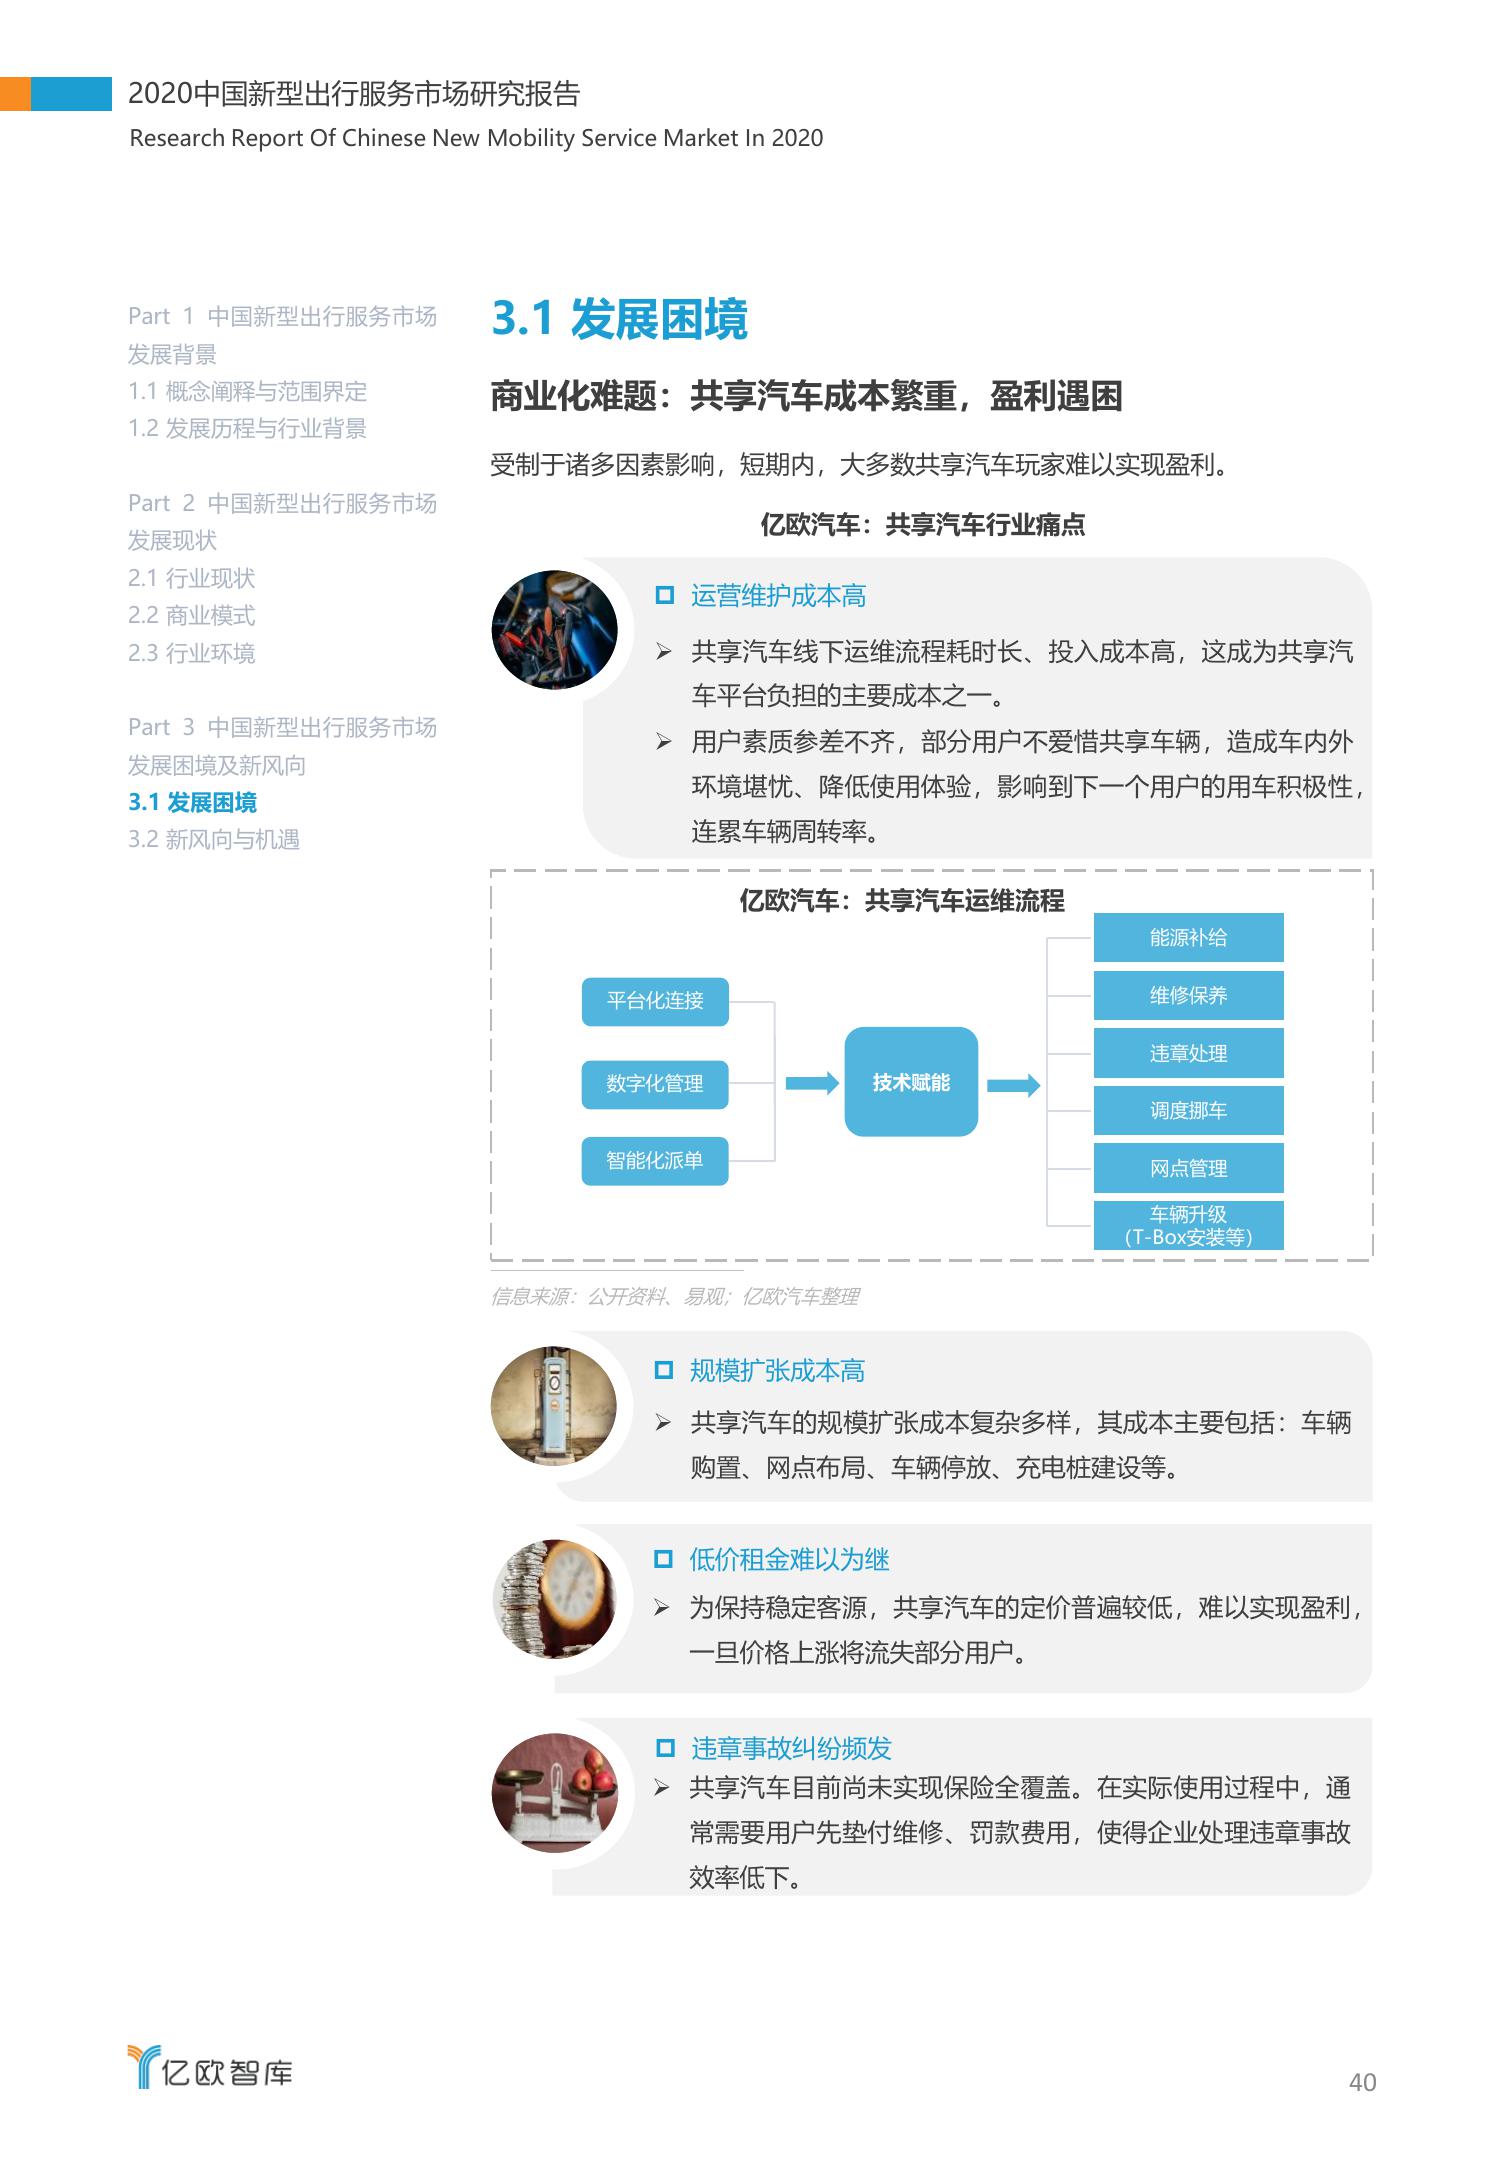 2020中国新型出行服务市场研究报告
Research Report Of Chinese New Mobility Service Market In 2020
Part 1 中国新型出行服务市场
发展背景
1.1 概念阐释与范围界定
1.2 发展历程与行业背景
Part 2 中国新型出行服务市场
发展现状
2.1 行业现状
2.2 商业模式
2.3 行业环境
Part 3 中国新型出行服务市场
发展困境及新风向
3.1 发展困境
3.2 新风向与机遇
3.1 发展困境
商业化难题：共享汽车成本繁重，盈利遇困
受制于诸多因素影响，短期内，大多数共享汽车玩家难以实现盈利。
亿欧汽车：共享汽车行业痛点
运营维护成本高
共享汽车线下运维流程耗时长、投入成本高，这成为共享汽
车平台负担的主要成本之一。
用户素质参差不齐，部分用户不爱惜共享车辆，造成车内外
环境堪忧、降低使用体验，影响到下一个用户的用车积极性，
连累车辆周转率。
亿欧汽车：共享汽车运维流程
平台化连接
数字化管理
智能化派单
技术赋能
能源补给
维修保养
违章处理
调度挪车
网点管理
车辆升级
（T-Box安装等）
信息来源：公开资料、易观；亿欧汽车整理
规模扩张成本高
共享汽车的规模扩张成本复杂多样，其成本主要包括：车辆
购置、网点布局、车辆停放、充电桩建设等。
低价租金难以为继
为保持稳定客源，共享汽车的定价普遍较低，难以实现盈利，
一旦价格上涨将流失部分用户。
违章事故纠纷频发
共享汽车目前尚未实现保险全覆盖。在实际使用过程中，通
常需要用户先垫付维修、罚款费用，使得企业处理违章事故
效率低下。
亿欧智库
40